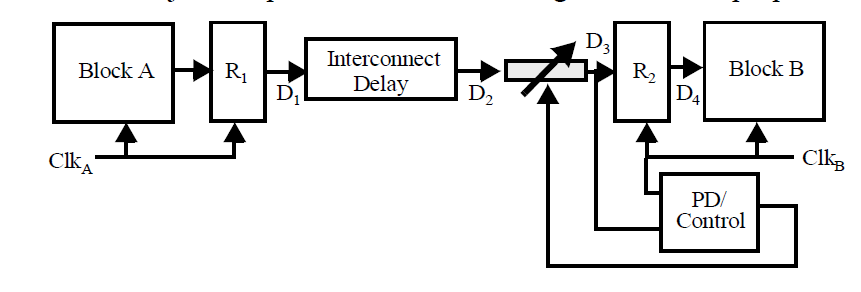 Block A
R1
D1
Interconnect
Delay
D2
D3
R2
D4
Block B
ClkA
ClkB
PD/
Control